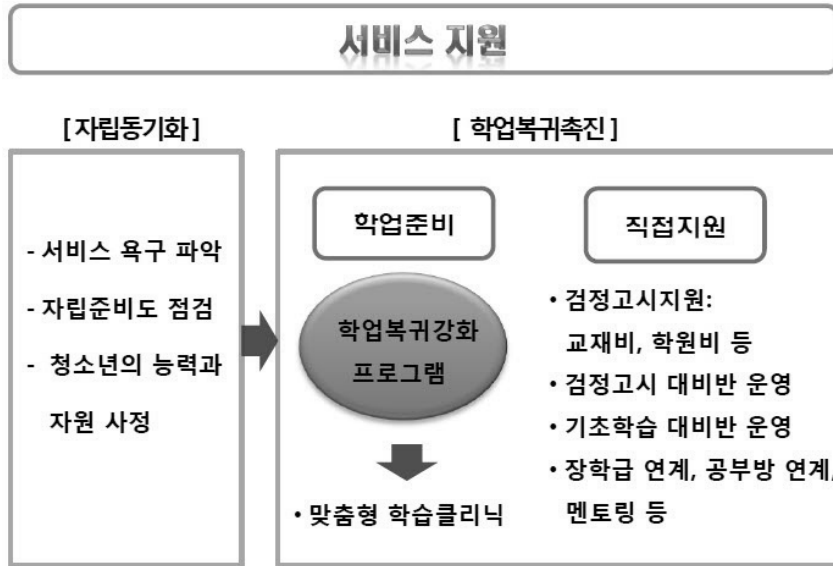 서비스 지원
[ 자립동기화 ]
- 서비스 욕구 파악
- 자립준비도 점검
- 청소년의 능력과
자원 사정
[ 학업복귀촉진 ]
학업준비
학업복귀강화
프로그램
• 맞춤형 학습클리닉
직접지원
• 검정고시지원:
교재비, 학원비 등
• 검정고시 대비반 운영
• 기초학습 대비반 운영
• 장학급 연계, 공부방 연계,
멘토링 등